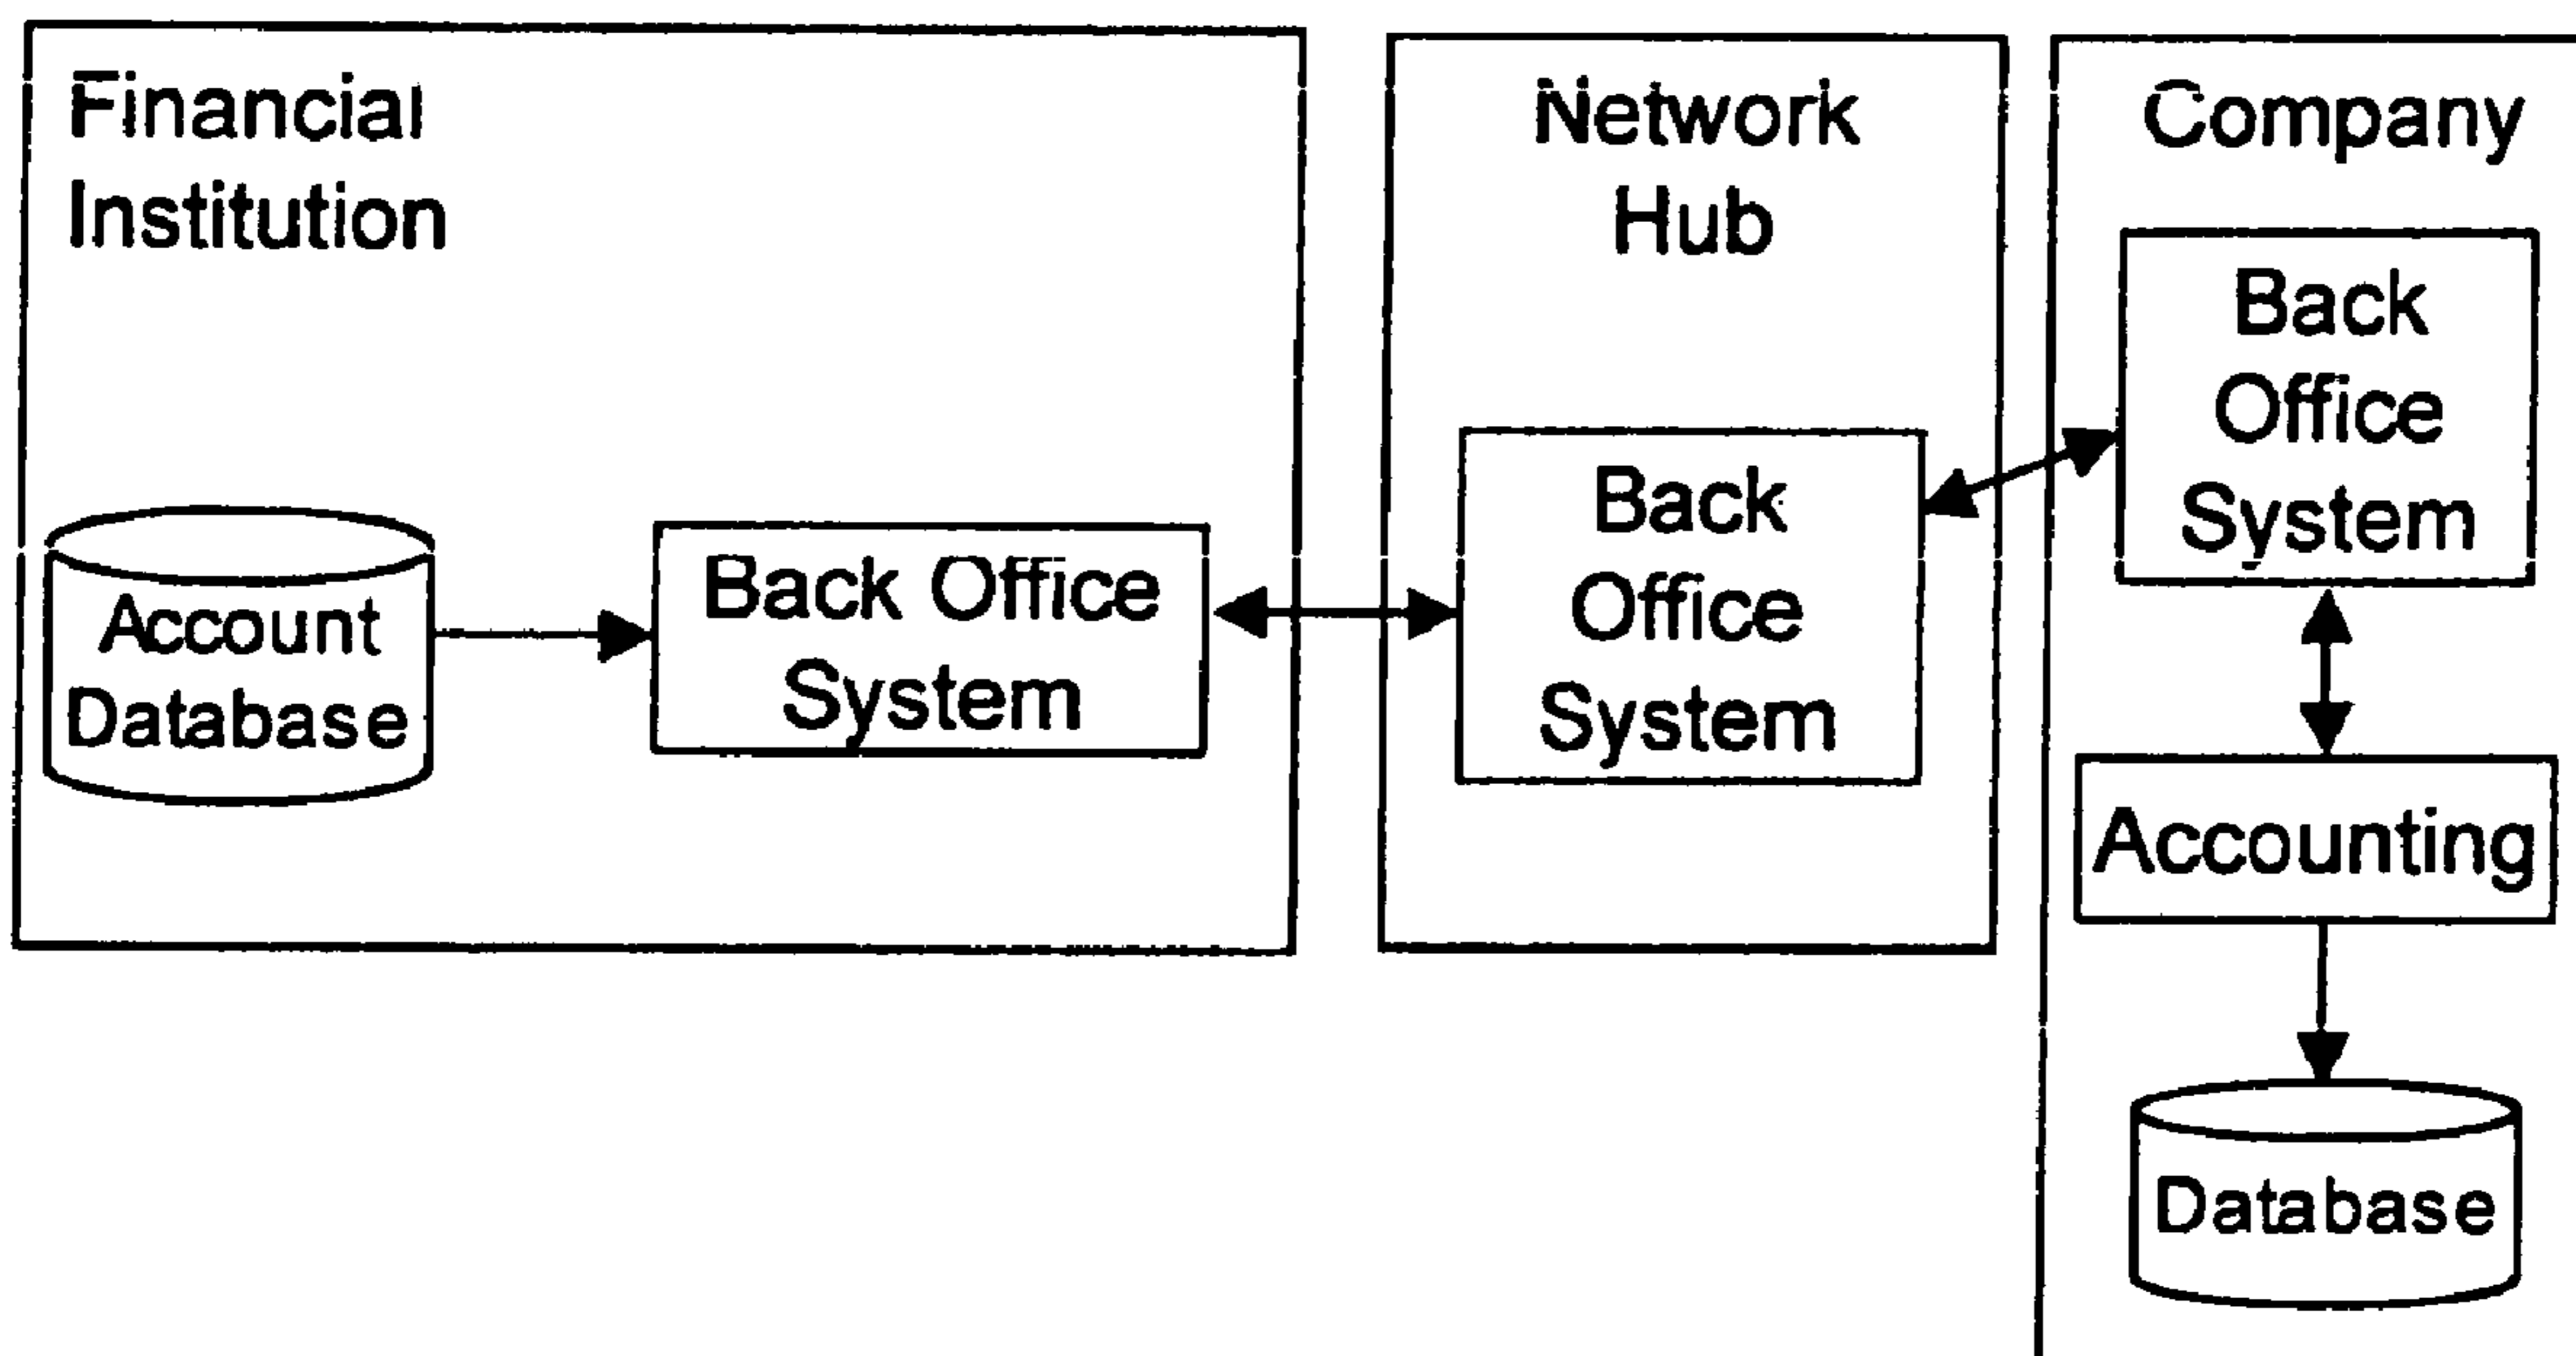 Financial
Institution
Account
Database
Back Office
System
Network
Hub
Back
Office
System
Company
Back
Office
System
Accounting
Database